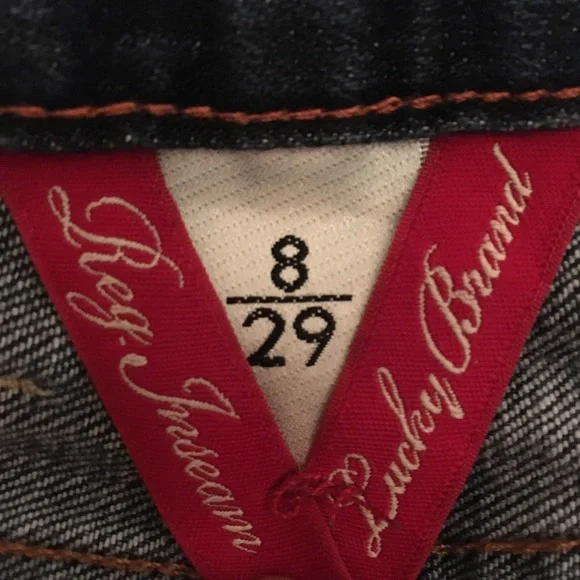 Reg. Inseam
8
29
Lucky Brand